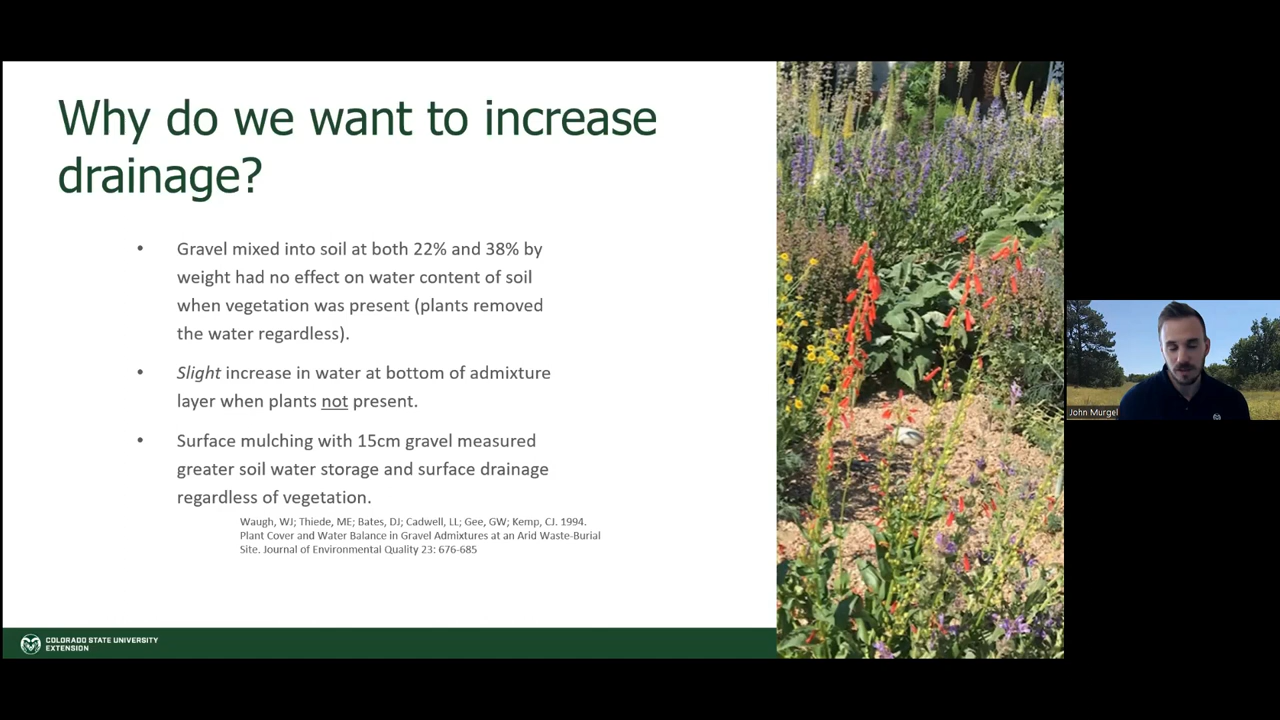 Why do we want to increase
drainage?
• Gravel mixed into soil at both 22% and 38% by
weight had no effect on water content of soil
when vegetation was present (plants removed
the water regardless).
• Slight increase in water at bottom of admixture
layer when plants not present.
• Surface mulching with 15cm gravel measured
greater soil water storage and surface drainage
regardless of vegetation.
Waugh, WJ; Thiede, ME; Bates, DJ; Cadwell, LL; Gee, GW; Kemp, CJ. 1994.
Plant Cover and Water Balance in Gravel Admixtures at an Arid Waste-Burial
Site. Journal of Environmental Quality 23: 676-685
COLORADO STATE UNIVERSITY
EXTENSION
John Murgel